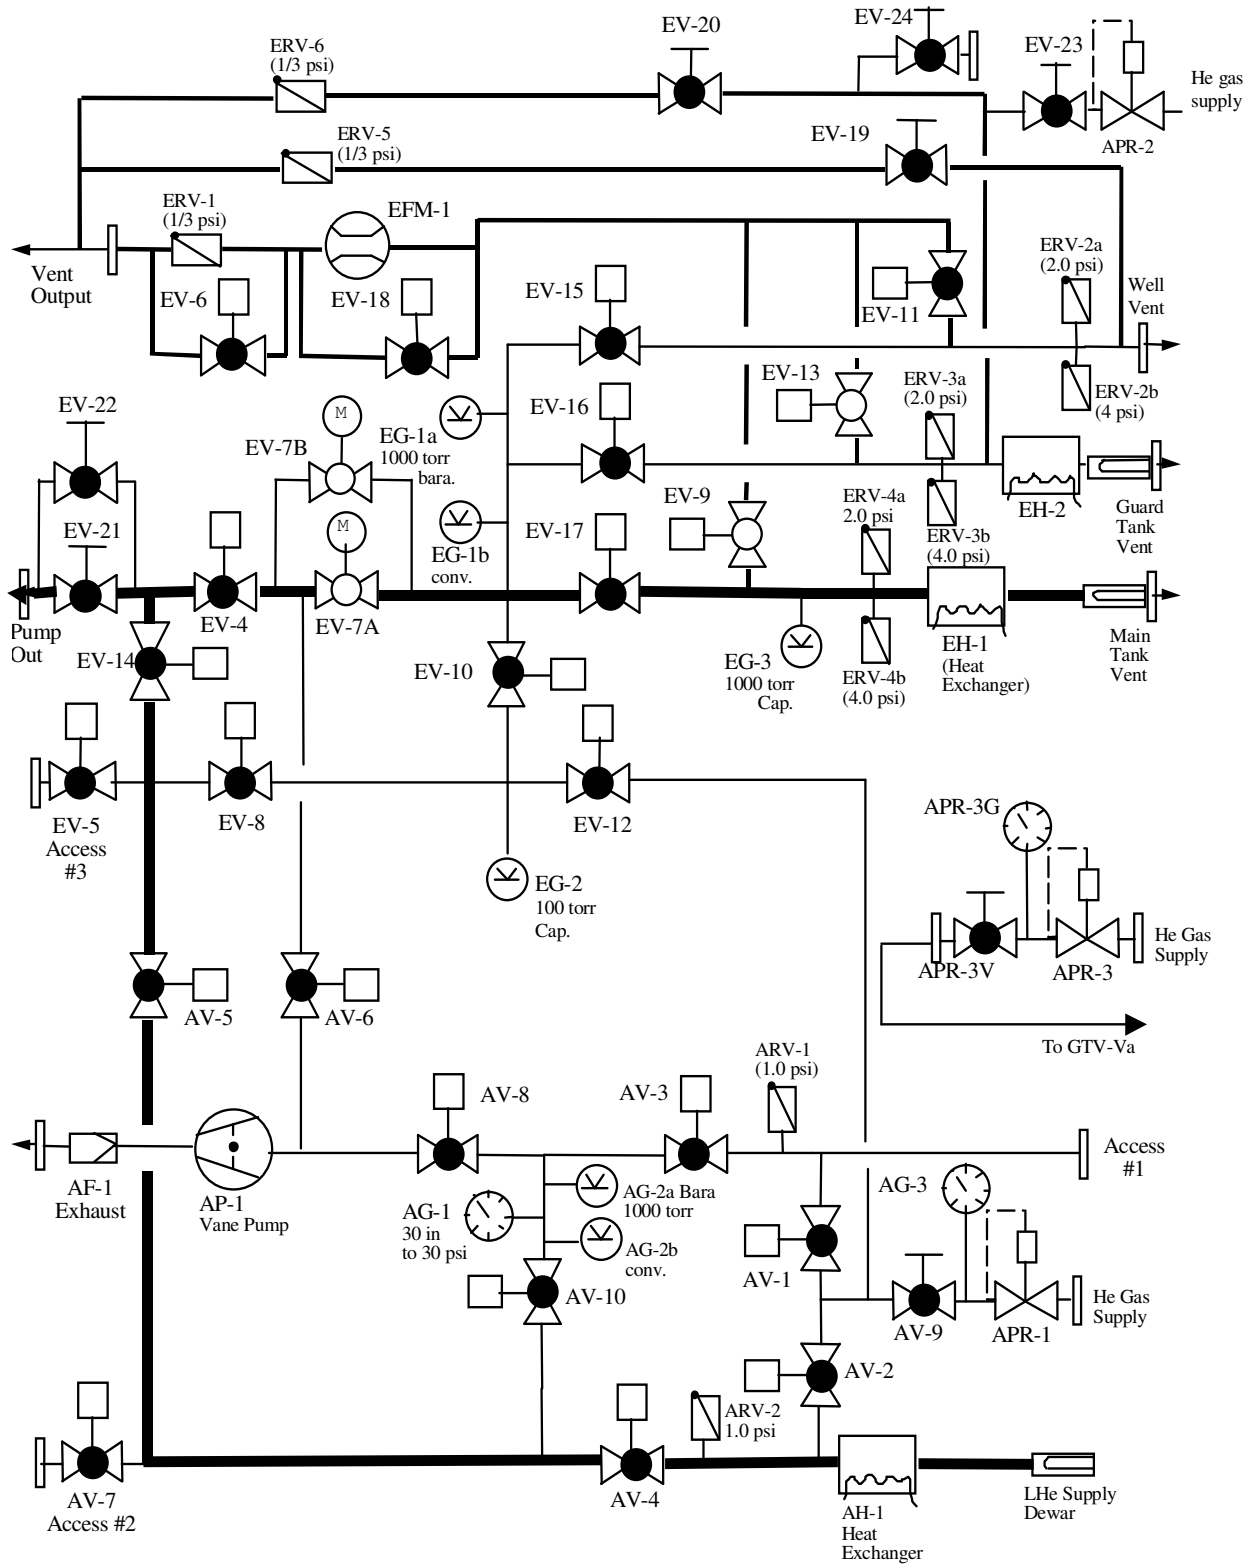 EV-24
EV-20
EV-23
ERV-6
(1/3 psi)
He gas
supply
ERV-5
(1/3 psi)
EV-19
APR-2
ERV-1
(1/3 psi)
EFM-1
ERV-2a
(2.0 psi)
Vent
Output
EV-6
EV-18
EV-15
EV-11
Well
Vent
EV-13
ERV-3a
(2.0 psi)
ERV-2b
(4 psi)
EV-22
EV-16
M
EV-7B
EG-1a
1000 torr
bara.
EV-9
ERV-4a
2.0 psi
EH-2
Guard
Tank
Vent
EV-21
M
EG-1b
conv.
EV-17
ERV-3b
(4.0 psi)
Pump
Out
EV-4
EV-7A
EV-14
EV-10
EG-3
1000 torr
Cap.
ERV-4b
(4.0 psi)
EH-1
(Heat
Exchanger)
Main
Tank
Vent
EV-5
Access
#3
EV-8
EV-12
APR-3G
EG-2
100 torr
Cap.
APR-3V
APR-3
He Gas
Supply
AV-5
AV-6
To GTV-Va
ARV-1
(1.0 psi)
AV-8
AV-3
Access
#1
AF-1
Exhaust
AP-1
Vane Pump
AG-1
30 in
to 30 psi
AG-2a Bara
1000 torr
AG-3
AG-2b
conv.
AV-1
AV-10
AV-9
APR-1
He Gas
Supply
AV-2
ARV-2
1.0 psi
AV-7
Access #2
AV-4
AH-1
Heat
Exchanger
LHe Supply
Dewar